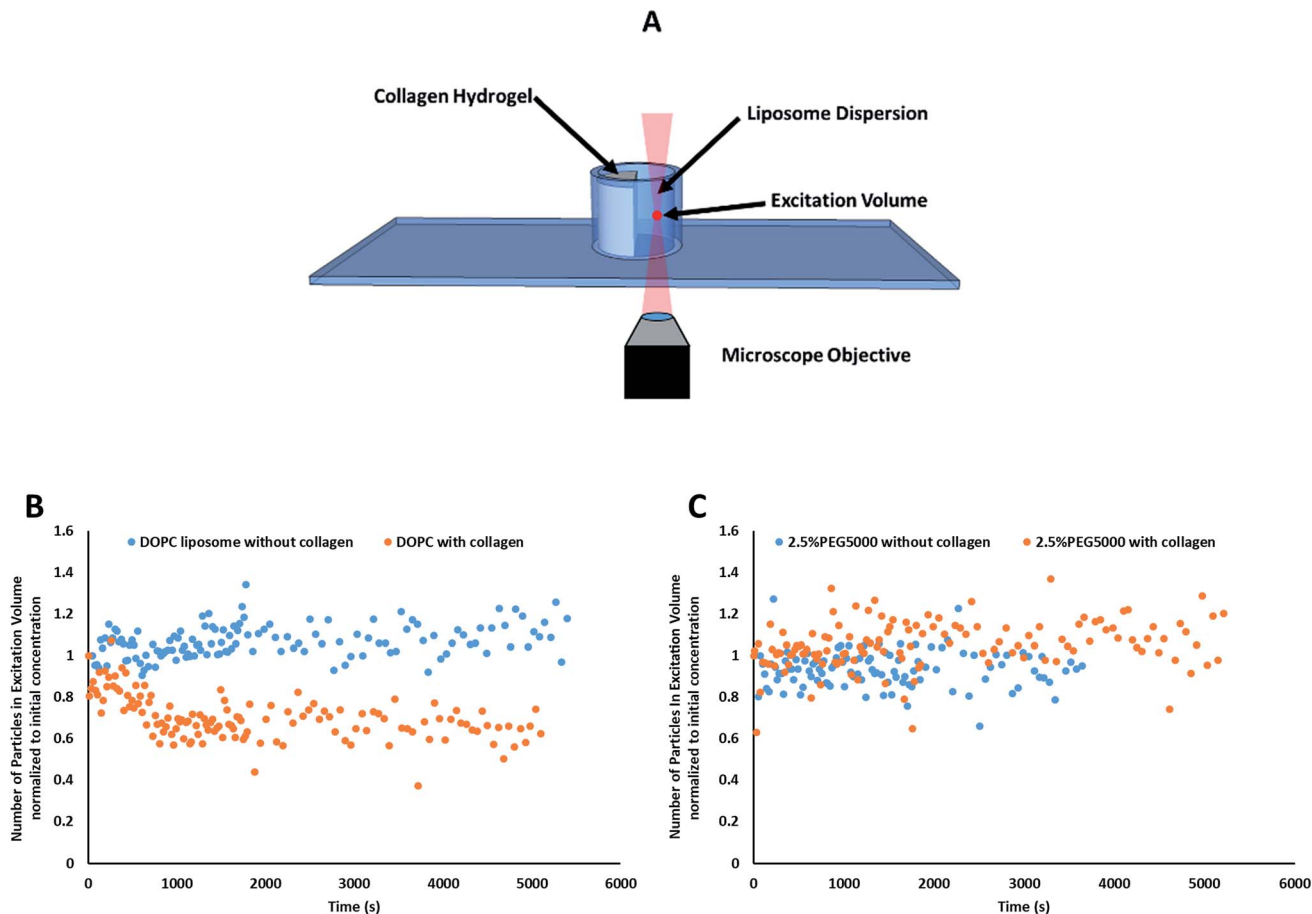 A
Collagen Hydrogel
Liposome Dispersion
Excitation Volume
Microscope Objective
B
Number of Particles in Excitation Volume
normalized to initial concentration
1.6
1.4
1.2
1
0.8
0.6
0.4
0.2
0
DOPC liposome without collagen
DOPC with collagen
0
1000
2000
3000
4000
5000
6000
Time (s)
C
Number of Particles in Excitation Volume
normalized to initial concentration
1.6
1.4
1.2
1
0.8
0.6
0.4
0.2
0
2.5%PEG5000 without collagen
2.5%PEG5000 with collagen
0
1000
2000
3000
4000
5000
6000
Time (s)